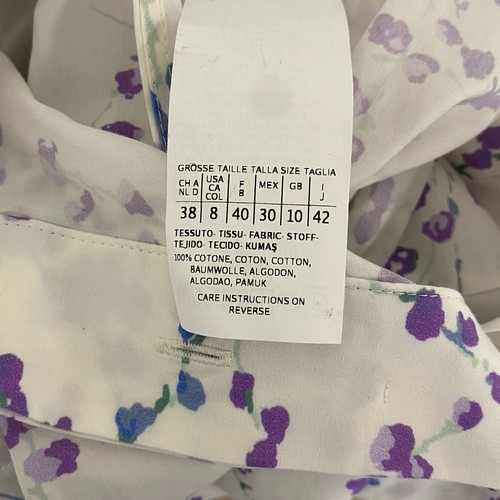 GRÖSSE TAILLE TALLA SIZE TAGLIA
CH A NL D USA CA COL F B MEX GB I J
38 8 40 30 10 42
TESSUTO- TISSU- FABRIC- STOFF-
TEJIDO- TECIDO- KUMAŞ
100% COTONE, COTON, COTTON,
BAUMWOLLE, ALGODON,
ALGODAO, PAMUK
CARE INSTRUCTIONS ON
REVERSE